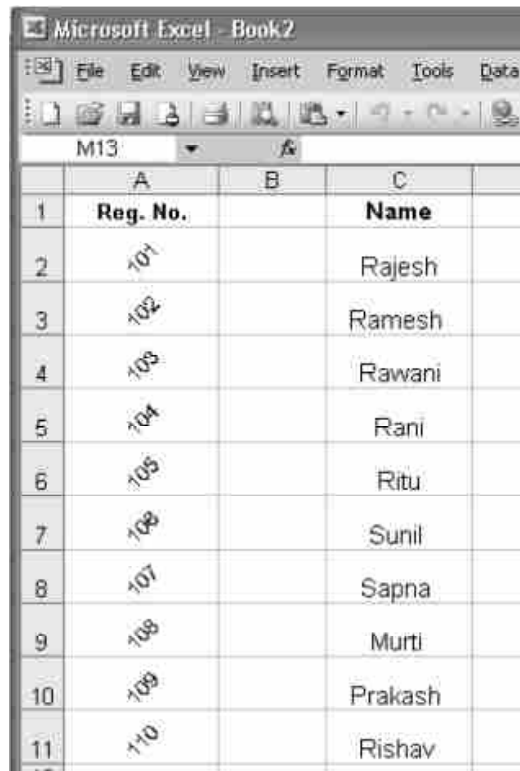 Microsoft Excel - Book2
File Edit View Insert Format Tools Data
M13 fx
A B C
1 Reg. No. Name
2 101 Rajesh
3 102 Ramesh
4 103 Rawani
5 104 Rani
6 105 Ritu
7 106 Sunil
8 107 Sapna
9 108 Murti
10 109 Prakash
11 110 Rishav